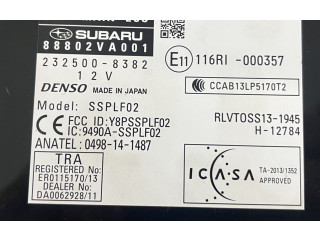 SUBARU
88802VA001
232500-8382
12V
DENSO MADE IN JAPAN
Model: SSPLF02
FCC ID:Y8PSSPLF02
IC:9490A-SSPLF02
ANATEL: 0498-14-1487
TRA
REGISTERED No:
ER0115170/13
DEALER No:
DA0062928/11
E11 116RI -000357
CCAB13LP5170T2
RLVTOSS13-1945
H-12784
ICASA
TA-2013/1352
APPROVED